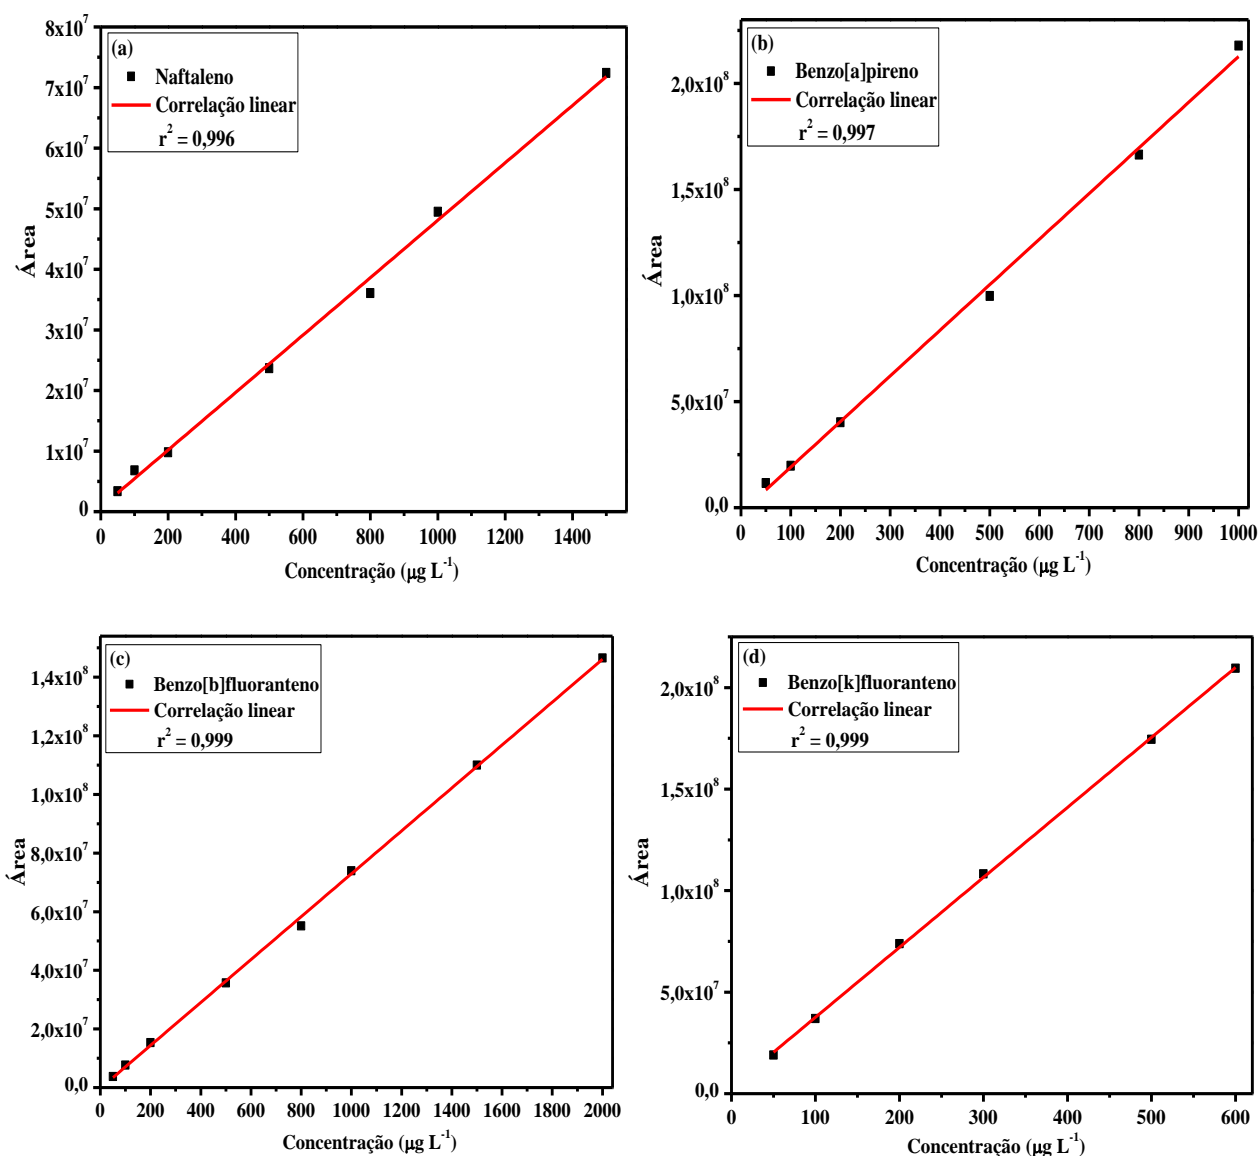 (a)
Naftaleno
Correlação linear
r² = 0,996
8x10⁷
7x10⁷
6x10⁷
5x10⁷
4x10⁷
3x10⁷
2x10⁷
1x10⁷
0
Área
0 200 400 600 800 1000 1200 1400
Concentração (µg L⁻¹)
(b)
Benzo[a]pireno
Correlação linear
r² = 0,997
2,0x10⁸
1,5x10⁸
1,0x10⁸
5,0x10⁷
0,0
Área
0 100 200 300 400 500 600 700 800 900 1000
Concentração (µg L⁻¹)
(c)
Benzo[b]fluoranteno
Correlação linear
r² = 0,999
1,4x10⁸
1,2x10⁸
1,0x10⁸
8,0x10⁷
6,0x10⁷
4,0x10⁷
2,0x10⁷
0,0
Área
0 200 400 600 800 1000 1200 1400 1600 1800 2000
Concentração (µg L⁻¹)
(d)
Benzo[k]fluoranteno
Correlação linear
r² = 0,999
2,0x10⁸
1,5x10⁸
1,0x10⁸
5,0x10⁷
0,0
Área
0 100 200 300 400 500 600
Concentração (µg L⁻¹)